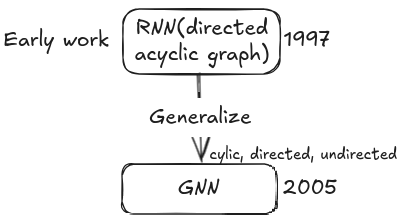 Early work
RNN(directed
acyclic graph)
1997
Generalize
cylic, directed, undirected
GNN
2005